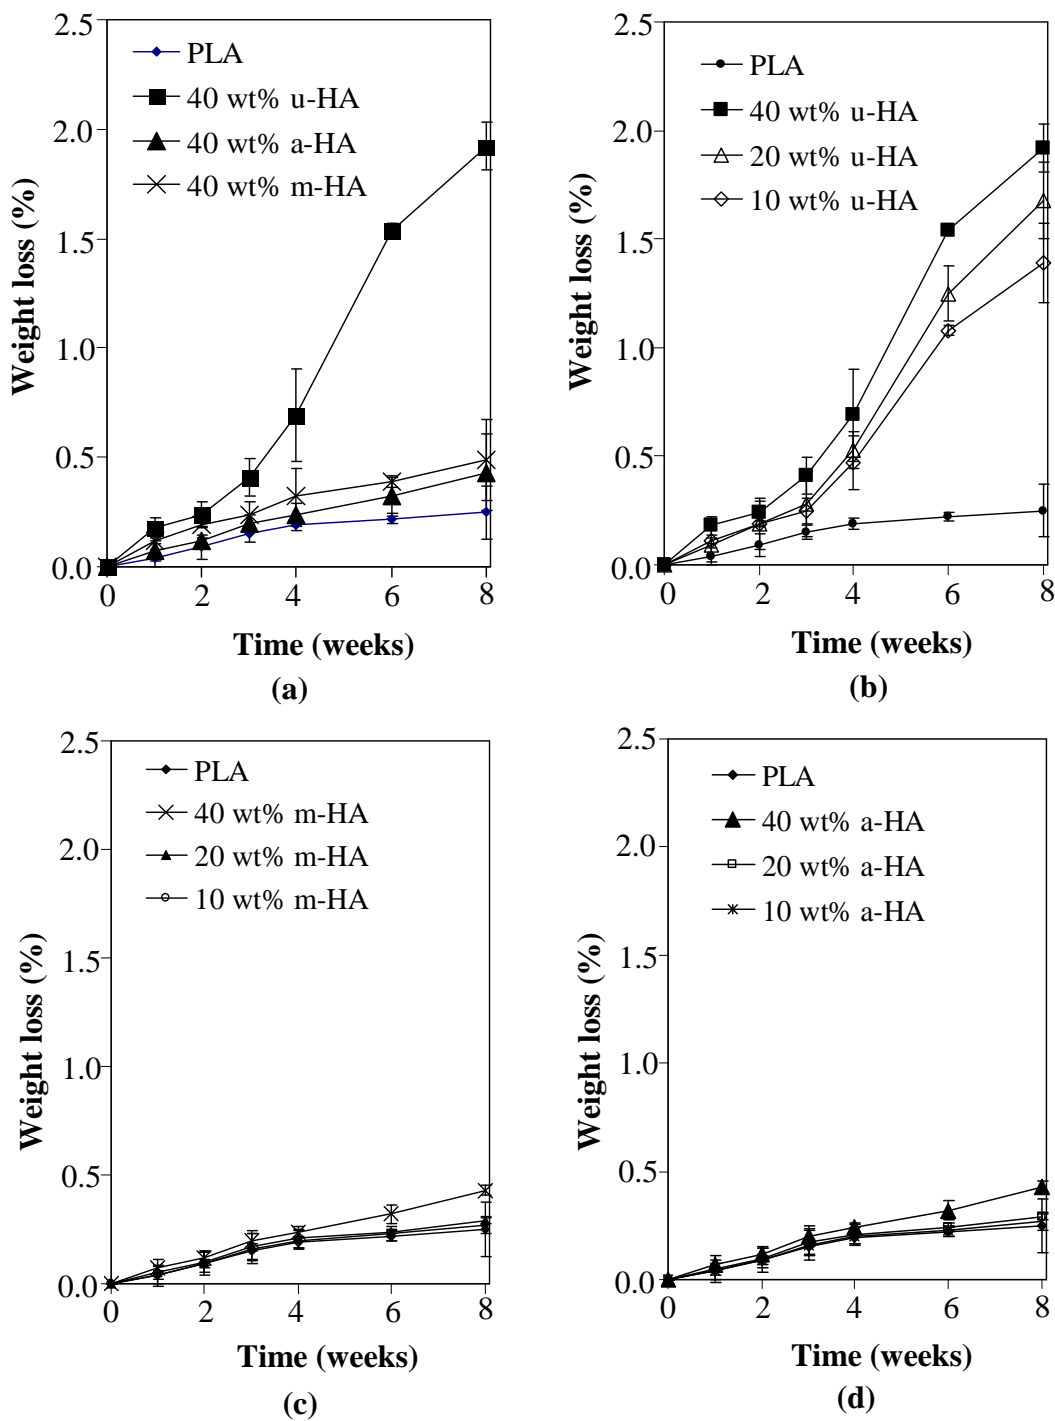 2.5
PLA
40 wt% u-HA
40 wt% a-HA
40 wt% m-HA
2.0
1.5
1.0
0.5
0.0
0 2 4 6 8
Weight loss (%)
Time (weeks)
(a)
2.5
PLA
40 wt% u-HA
20 wt% u-HA
10 wt% u-HA
2.0
1.5
1.0
0.5
0.0
0 2 4 6 8
Weight loss (%)
Time (weeks)
(b)
2.5
PLA
40 wt% m-HA
20 wt% m-HA
10 wt% m-HA
2.0
1.5
1.0
0.5
0.0
0 2 4 6 8
Weight loss (%)
Time (weeks)
(c)
2.5
PLA
40 wt% a-HA
20 wt% a-HA
10 wt% a-HA
2.0
1.5
1.0
0.5
0.0
0 2 4 6 8
Weight loss (%)
Time (weeks)
(d)